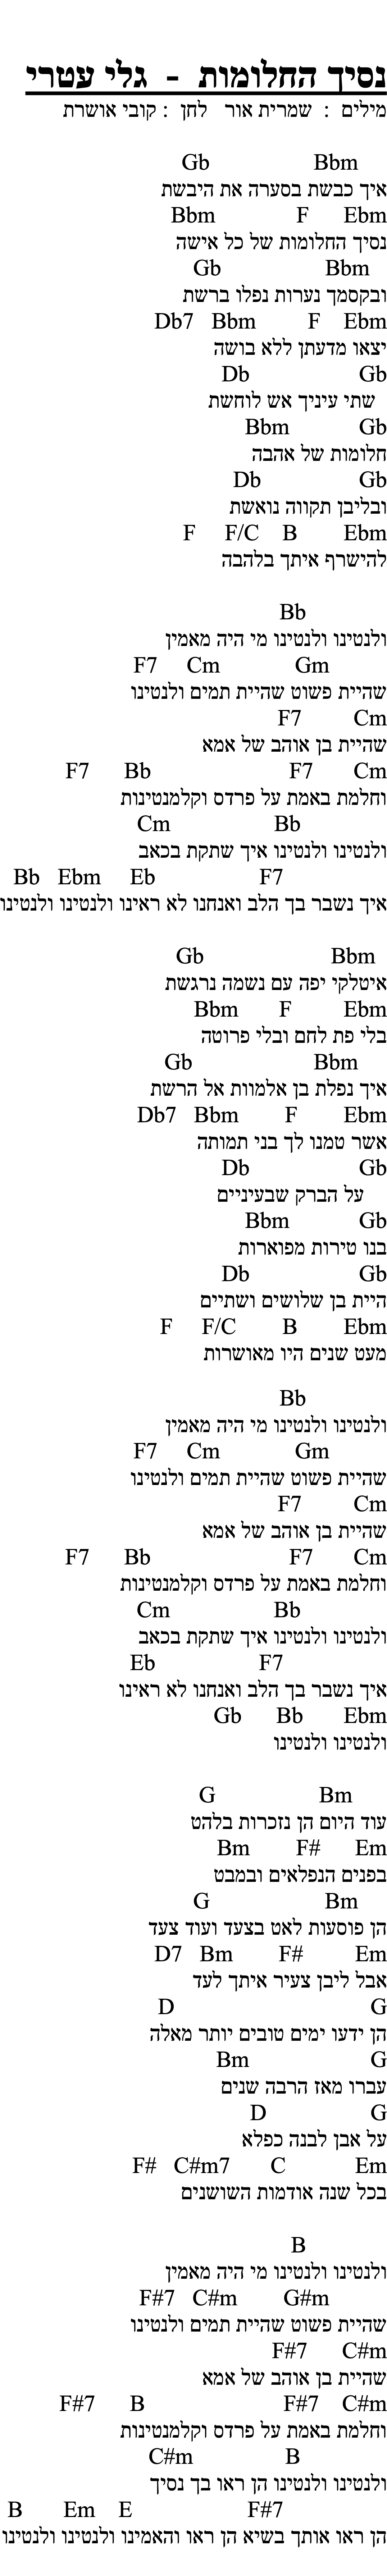 נסיך החלומות - גלי עטרי
מילים : שמרית אור לחן : קובי אושרת
Gb Bbm
איך כבשת בסערה את היבשת
Bbm F Ebm
נסיך החלומות של כל אישה
Gb Bbm
ובקסמך נערות נפלו ברשת
Db7 Bbm F Ebm
יצאו מדעתן ללא בושה
Db Gb
שתי עיניך אש לוחשת
Bbm Gb
חלומות של אהבה
Db Gb
ובליבן תקווה נואשת
F F/C B Ebm
להישרף איתך בלהבה
Bb
ולנטינו ולנטינו מי היה מאמין
F7 Cm Gm
שהיית פשוט שהיית תמים ולנטינו
F7 Cm
שהיית בן אוהב של אמא
F7 Bb F7 Cm
וחלמת באמת על פרדס וקלמנטינות
Cm Bb
ולנטינו ולנטינו איך שתקת בכאב
Bb Ebm Eb F7
איך נשבר בך הלב ואנחנו לא ראינו ולנטינו ולנטינו
Gb Bbm
איטלקי יפה עם נשמה נרגשת
Bbm F Ebm
בלי פת לחם ובלי פרוטה
Gb Bbm
איך נפלת בן אלמוות אל הרשת
Db7 Bbm F Ebm
אשר טמנו לך בני תמותה
Db Gb
על הברק שבעיניים
Bbm Gb
בנו טירות מפוארות
Db Gb
היית בן שלושים ושתיים
F F/C B Ebm
מעט שנים היו מאושרות
Bb
ולנטינו ולנטינו מי היה מאמין
F7 Cm Gm
שהיית פשוט שהיית תמים ולנטינו
F7 Cm
שהיית בן אוהב של אמא
F7 Bb F7 Cm
וחלמת באמת על פרדס וקלמנטינות
Cm Bb
ולנטינו ולנטינו איך שתקת בכאב
Eb F7
איך נשבר בך הלב ואנחנו לא ראינו
Gb Bb Ebm
ולנטינו ולנטינו
G Bm
עוד היום הן נזכרות בלהט
Bm F# Em
בפנים הנפלאים ובמבט
G Bm
הן פוסעות לאט בצעד ועוד צעד
D7 Bm F# Em
אבל ליבן צעיר איתך לעד
D G
הן ידעו ימים טובים יותר מאלה
Bm G
עברו מאז הרבה שנים
D G
על אבן לבנה כפלא
F# C#m7 C Em
בכל שנה אודמות השושנים
B
ולנטינו ולנטינו מי היה מאמין
F#7 C#m G#m
שהיית פשוט שהיית תמים ולנטינו
F#7 C#m
שהיית בן אוהב של אמא
F#7 B F#7 C#m
וחלמת באמת על פרדס וקלמנטינות
C#m B
ולנטינו ולנטינו הן ראו בך נסיך
B Em E F#7
הן ראו אותך בשיא הן ראו והאמינו ולנטינו ולנטינו